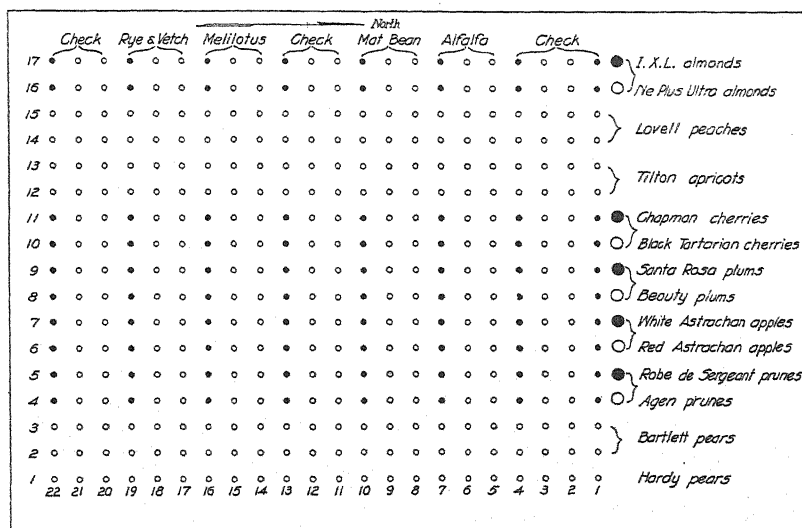 North
Check Rye & Vetch Melilotus Check Mat Bean Alfalfa Check
17 I.X.L. almonds
16 Ne Plus Ultra almonds
15
Lovell peaches
14
13
Tilton apricots
12
11 Chapman cherries
10 Black Tartarian cherries
9 Santa Rosa plums
8 Beauty plums
7 White Astrachan apples
6 Red Astrachan apples
5 Robe de Sergeant prunes
4 Agen prunes
3
Bartlett pears
2
1 Hardy pears
22 21 20 19 18 17 16 15 14 13 12 11 10 9 8 7 6 5 4 3 2 1